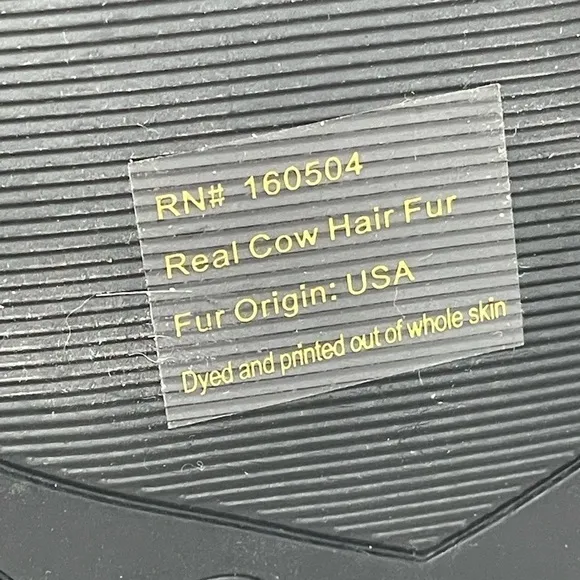 RN# 160504
Real Cow Hair Fur
Fur Origin: USA
Dyed and printed out of whole skin